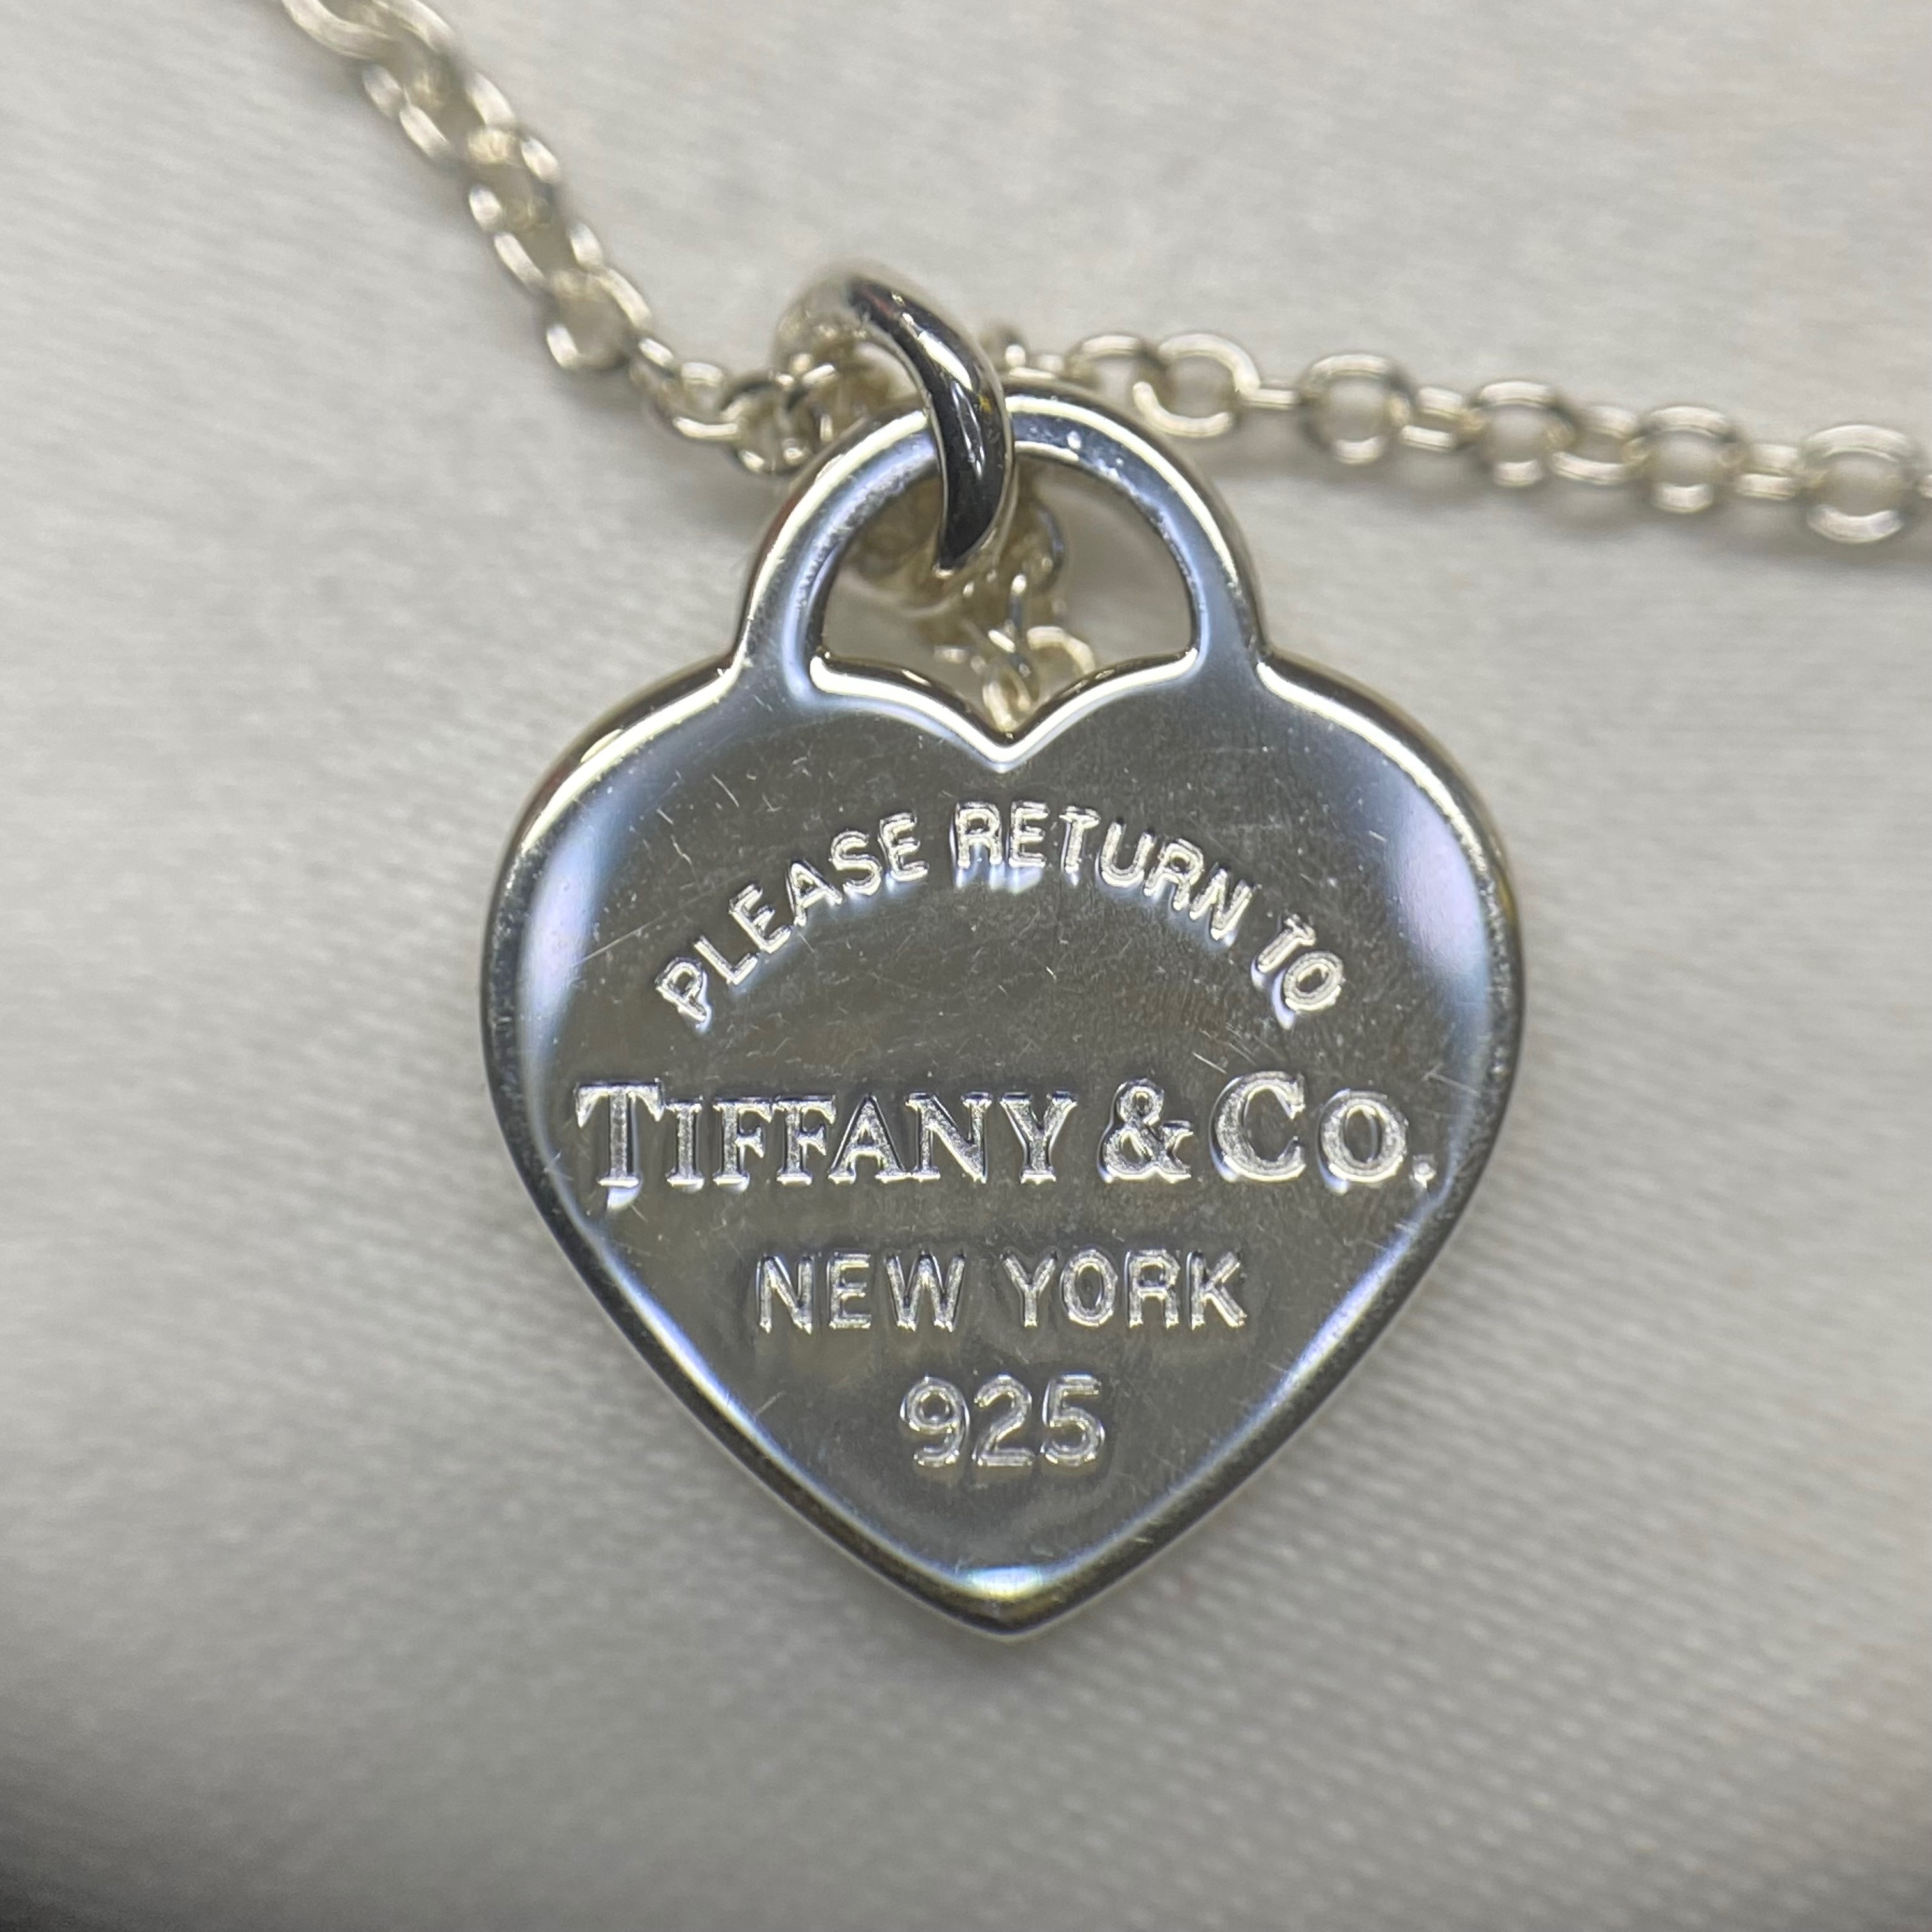 PLEASE RETURN TO
TIFFANY & CO.
NEW YORK
925